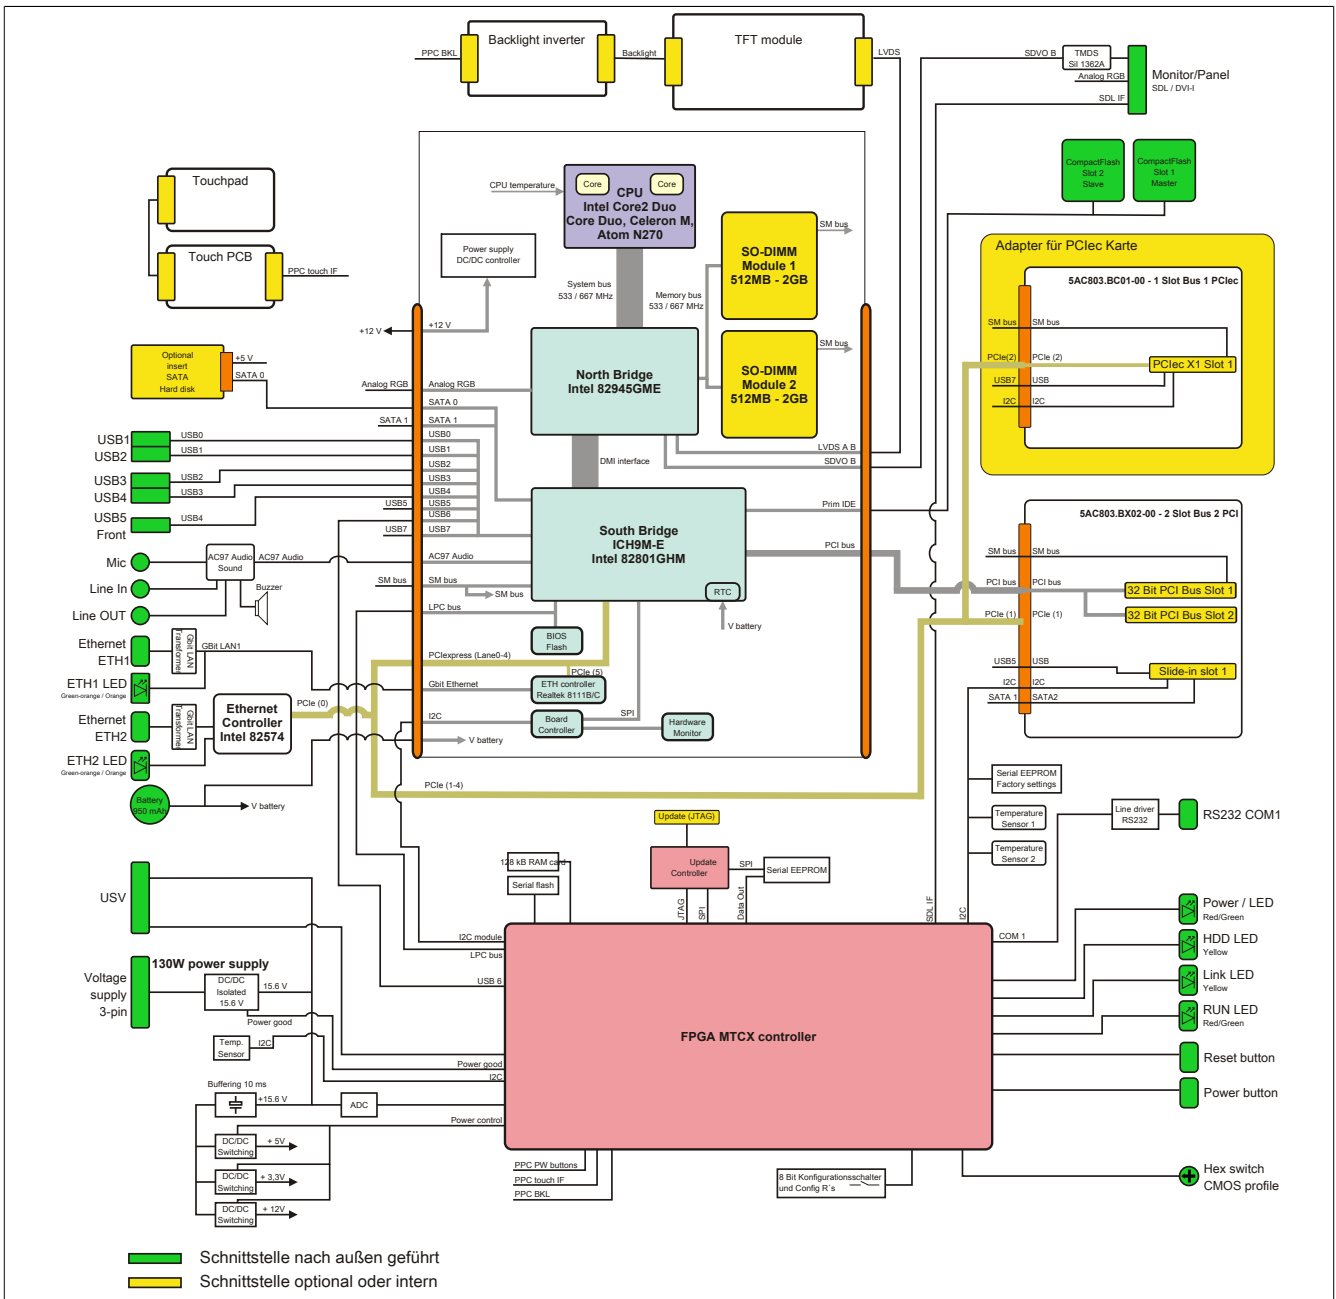 Backlight inverter
PPC BKL
Backlight
TFT module
LVDS
SDVO B
TMDS
Sil 1362A
Analog RGB
SDL IF
Monitor/Panel
SDL / DVI-I
CompactFlash
Slot 2
Slave
CompactFlash
Slot 1
Master
Touchpad
Touch PCB
PPC touch IF
CPU temperature
Core
Core
CPU
Intel Core2 Duo
Core Duo, Celeron M,
Atom N270
Power supply
DC/DC controller
System bus
533 / 667 MHz
Memory bus
533 / 667 MHz
SO-DIMM
Module 1
512MB - 2GB
SM bus
SO-DIMM
Module 2
512MB - 2GB
SM bus
Adapter für PCIec Karte
5AC803.BC01-00 - 1 Slot Bus 1 PCIec
SM bus
SM bus
PCIe(2)
PCIe (2)
PCIec X1 Slot 1
USB7
USB
I2C
I2C
+12 V
+12 V
Optional
insert
SATA
Hard disk
+5 V
SATA 0
Analog RGB
Analog RGB
SATA 0
SATA 1
SATA 1
North Bridge
Intel 82945GME
LVDS A B
SDVO B
DMI interface
USB1
USB2
USB0
USB1
USB3
USB4
USB2
USB3
USB5
Front
USB4
USB0
USB1
USB2
USB3
USB4
USB5
USB5
USB6
USB7
USB7
South Bridge
ICH9M-E
Intel 82801GHM
Prim IDE
PCI bus
RTC
V battery
5AC803.BX02-00 - 2 Slot Bus 2 PCI
SM bus
SM bus
PCI bus
PCI bus
32 Bit PCI Bus Slot 1
PCIe (1)
PCIe (1)
32 Bit PCI Bus Slot 2
USB5
USB
Slide-in slot 1
I2C
I2C
SATA 1
SATA2
Mic
AC97 Audio
Sound
AC97 Audio
AC97 Audio
Line In
Buzzer
Line OUT
SM bus
SM bus
SM bus
LPC bus
BIOS
Flash
Ethernet
ETH1
Gbit LAN
Transformer
GBit LAN1
PCIexpress (Lane0-4)
PCIe (5)
ETH1 LED
Green-orange / Orange
Gbit Ethernet
ETH controller
Realtek 8111B/C
SPI
Ethernet
ETH2
Gbit LAN
Transformer
Ethernet
Controller
Intel 82574
PCIe (0)
I2C
Board
Controller
Hardware
Monitor
V battery
ETH2 LED
Green-orange / Orange
Battery
950 mAh
V battery
PCIe (1-4)
Serial EEPROM
Factory settings
Temperature
Sensor 1
Temperature
Sensor 2
Line driver
RS232
RS232 COM1
Update (JTAG)
Update
Controller
SPI
Serial EEPROM
128 kB RAM card
Serial flash
JTAG
SPI
Data Out
SDL IF
I2C
USV
I2C module
LPC bus
USB 6
COM 1
Power / LED
Red/Green
HDD LED
Yellow
Link LED
Yellow
RUN LED
Red/Green
Voltage
supply
3-pin
130W power supply
DC/DC
Isolated
15.6 V
15.6 V
Power good
Temp.
Sensor
I2C
FPGA MTCX controller
Power good
I2C
Reset button
Power button
Buffering 10 ms
+15.6 V
ADC
Power control
DC/DC
Switching
+ 5V
DC/DC
Switching
+ 3,3V
DC/DC
Switching
+ 12V
PPC PW buttons
PPC touch IF
PPC BKL
8 Bit Konfigurationsschalter
und Config R´s
Hex switch
CMOS profile
Schnittstelle nach außen geführt
Schnittstelle optional oder intern